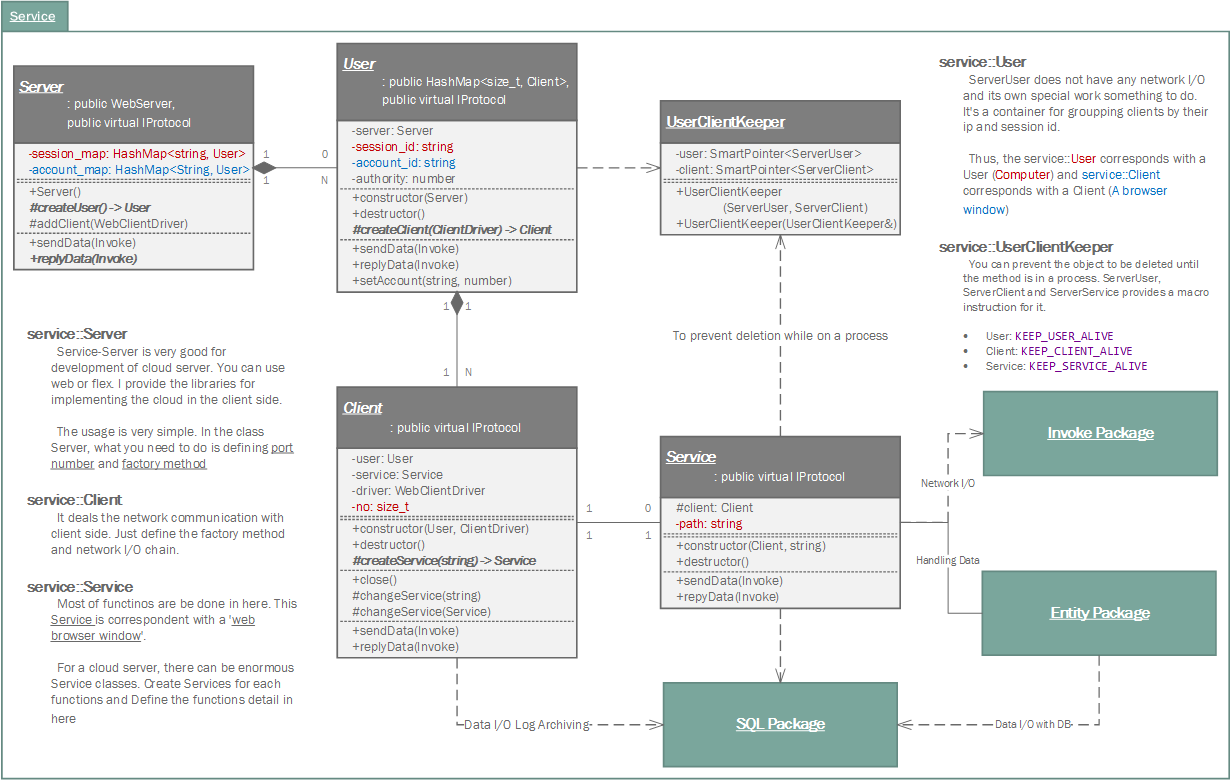 Service
Server
: public WebServer,
public virtual IProtocol
-session_map: HashMap<string, User>
-account_map: HashMap<String, User>
+Server()
#createUser() -> User
#addClient(WebClientDriver)
+sendData(Invoke)
+replyData(Invoke)
1
1
0
N
User
: public HashMap<size_t, Client>,
public virtual IProtocol
-server: Server
-session_id: string
-account_id: string
-authority: number
+constructor(Server)
+destructor()
#createClient(ClientDriver) -> Client
+sendData(Invoke)
+replyData(Invoke)
+setAccount(string, number)
1
1
1
N
UserClientKeeper
-user: SmartPointer<ServerUser>
-client: SmartPointer<ServerClient>
+UserClientKeeper
(ServerUser, ServerClient)
+UserClientKeeper(UserClientKeeper&)
To prevent deletion while on a process
service::User
ServerUser does not have any network I/O
and its own special work something to do.
It's a container for groupping clients by their
ip and session id.
Thus, the service::User corresponds with a
User (Computer) and service::Client
corresponds with a Client (A browser
window)
service::UserClientKeeper
You can prevent the object to be deleted until
the method is in a process. ServerUser,
ServerClient and ServerService provides a macro
instruction for it.
• User: KEEP_USER_ALIVE
• Client: KEEP_CLIENT_ALIVE
• Service: KEEP_SERVICE_ALIVE
service::Server
Service-Server is very good for
development of cloud server. You can use
web or flex. I provide the libraries for
implementing the cloud in the client side.
The usage is very simple. In the class
Server, what you need to do is defining port
number and factory method
service::Client
It deals the network communication with
client side. Just define the factory method
and network I/O chain.
service::Service
Most of functinos are be done in here. This
Service is correspondent with a 'web
browser window'.
For a cloud server, there can be enormous
Service classes. Create Services for each
functions and Define the functions detail in
here
Client
: public virtual IProtocol
-user: User
-service: Service
-driver: WebClientDriver
-no: size_t
+constructor(User, ClientDriver)
+destructor()
#createService(string) -> Service
+close()
#changeService(string)
#changeService(Service)
+sendData(Invoke)
+replyData(Invoke)
1
1
0
1
Service
: public virtual IProtocol
#client: Client
-path: string
+constructor(Client, string)
+destructor()
+sendData(Invoke)
+repyData(Invoke)
Network I/O
Handling Data
Invoke Package
Entity Package
Data I/O Log Archiving
SQL Package
Data I/O with DB